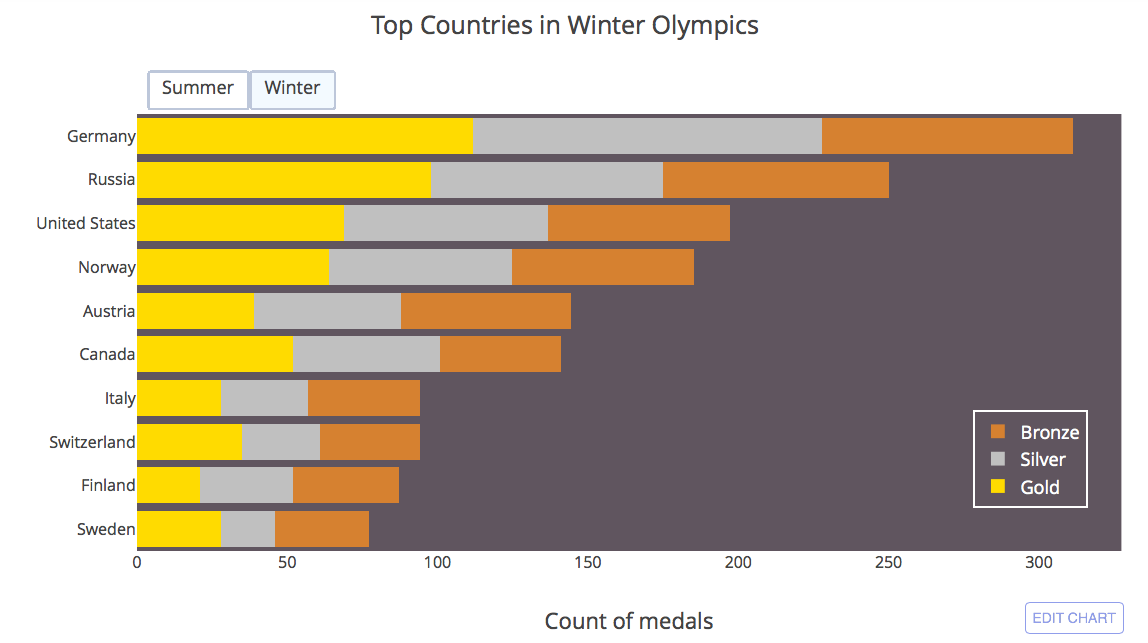 Top Countries in Winter Olympics
Summer Winter
Germany
Russia
United States
Norway
Austria
Canada
Italy
Switzerland
Finland
Sweden
Bronze
Silver
Gold
0 50 100 150 200 250 300
Count of medals
EDIT CHART